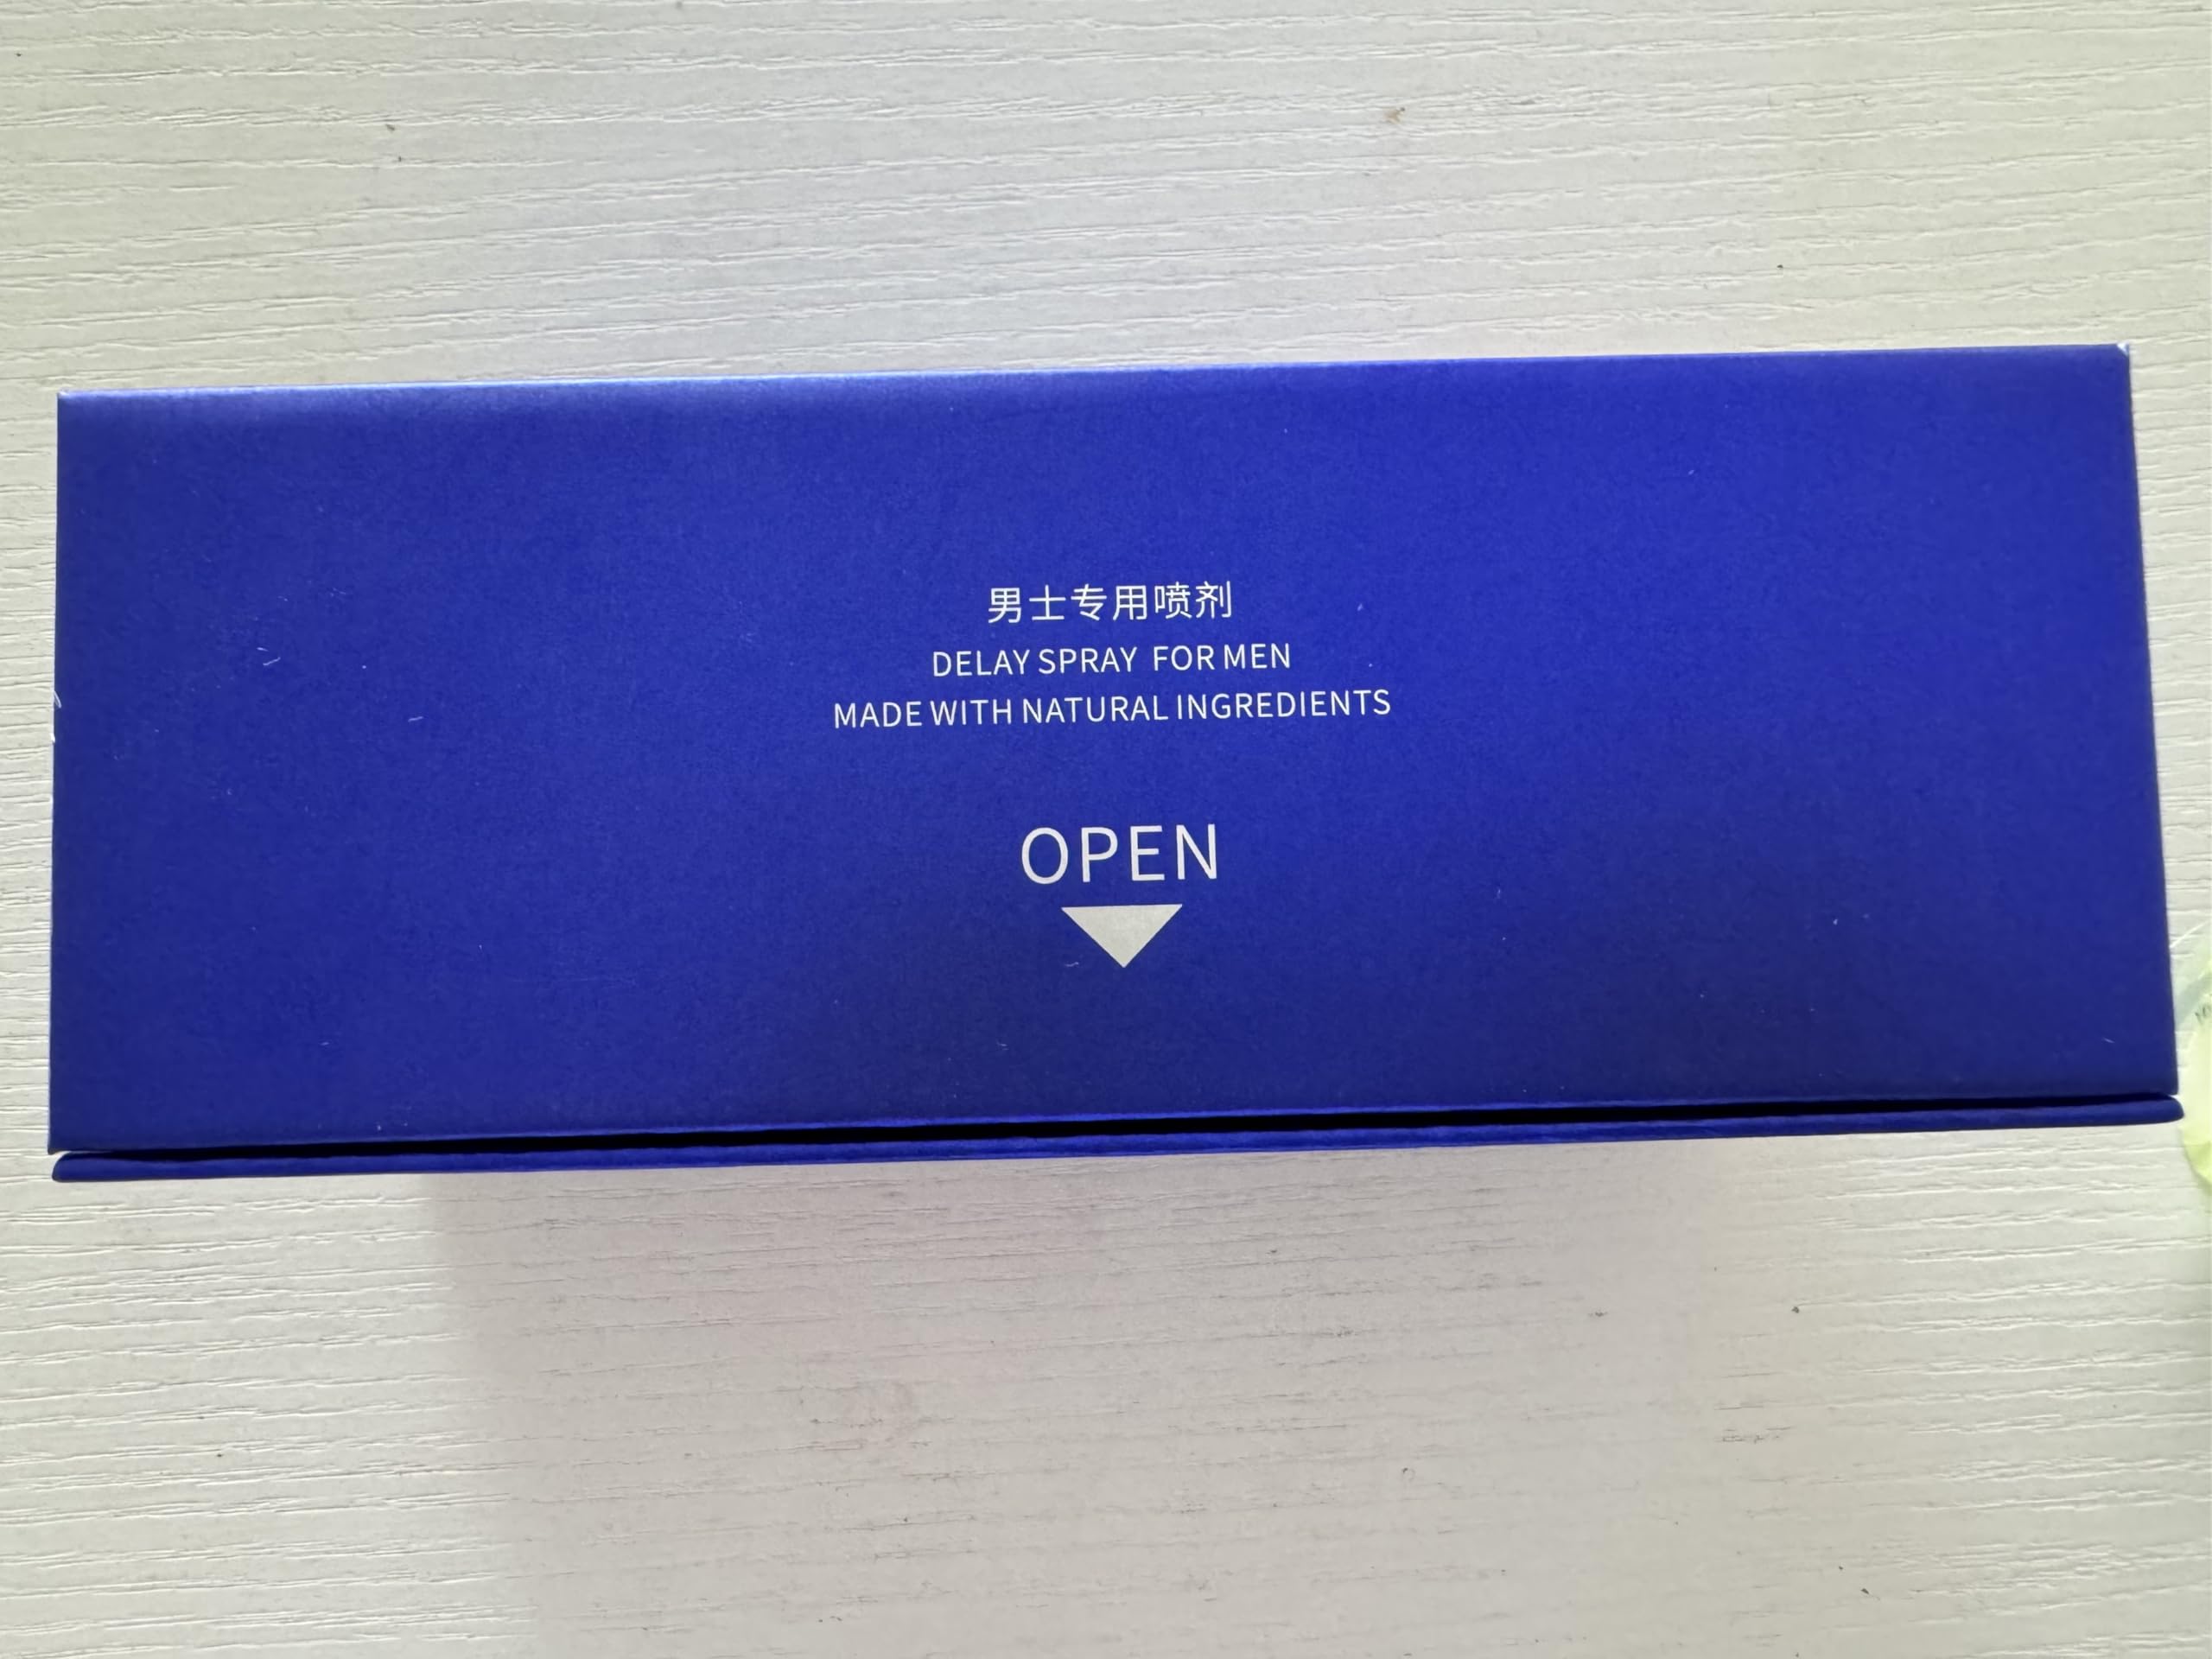 男士专用喷剂
DELAY SPRAY FOR MEN
MADE WITH NATURAL INGREDIENTS
OPEN